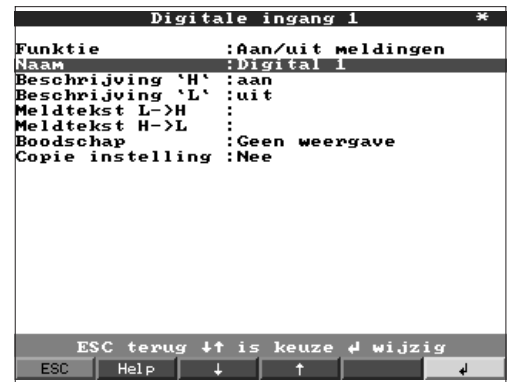 Digitale ingang 1 *
Funktie :Aan/uit meldingen
Naam :Digital 1
Beschrijving 'H' :aan
Beschrijving 'L' :uit
Meldtekst L->H :
Meldtekst H->L :
Boodschap :Geen weergave
Copie instelling :Nee
ESC terug ↓↑ is keuze ↲ wijzig
ESC Help ↓ ↑ ↲